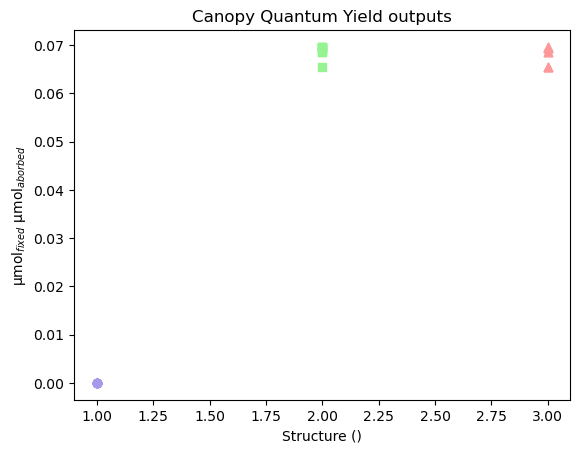 Canopy Quantum Yield outputs
0.07
0.06
0.05
0.04
0.03
0.02
0.01
0.00
µmol_fixed µmol_aborbed
1.00 1.25 1.50 1.75 2.00 2.25 2.50 2.75 3.00
Structure ()